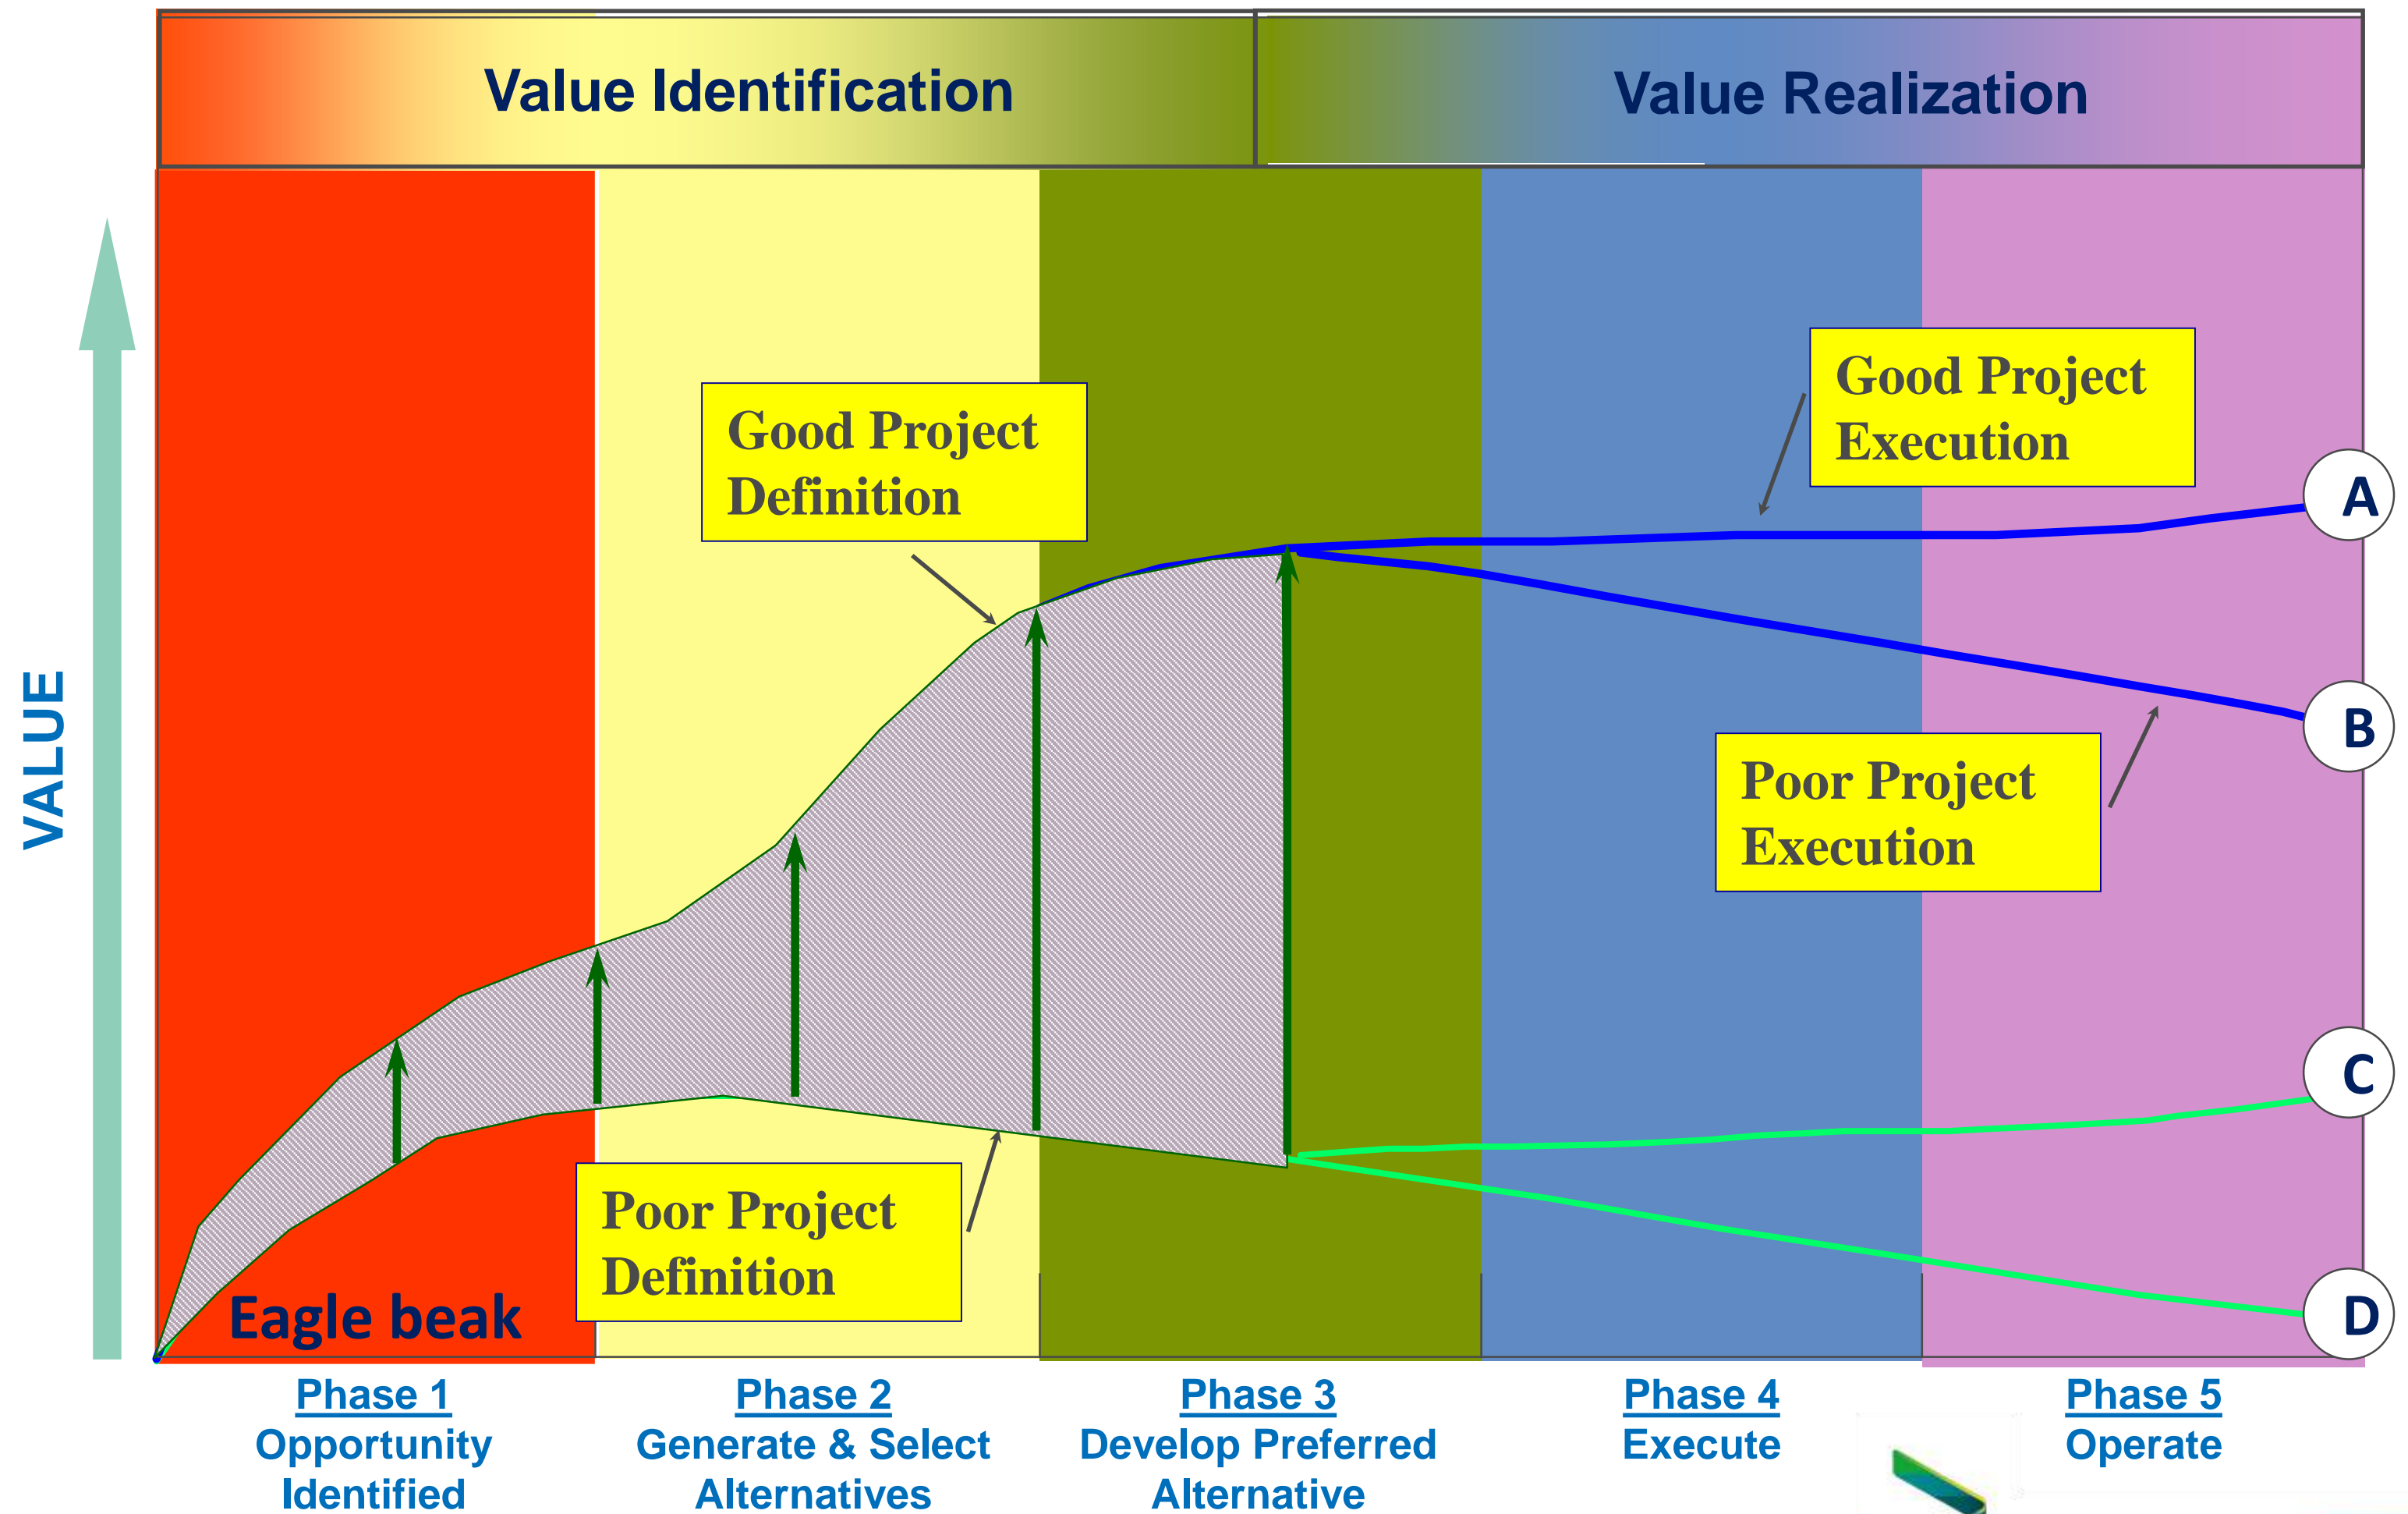 Value Identification
Value Realization
VALUE
Good Project
Definition
Good Project
Execution
A
B
Poor Project
Execution
C
Poor Project
Definition
D
Eagle beak
Phase 1
Opportunity
Identified
Phase 2
Generate & Select
Alternatives
Phase 3
Develop Preferred
Alternative
Phase 4
Execute
Phase 5
Operate